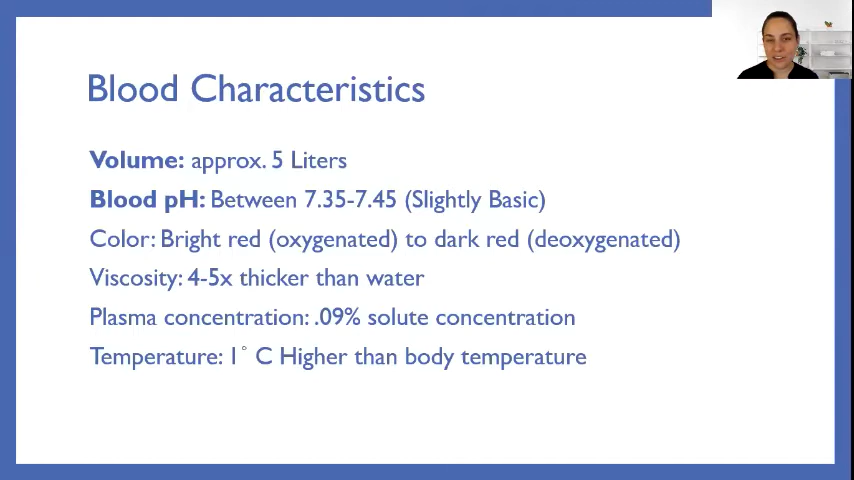 Blood Characteristics
Volume: approx. 5 Liters
Blood pH: Between 7.35-7.45 (Slightly Basic)
Color: Bright red (oxygenated) to dark red (deoxygenated)
Viscosity: 4-5x thicker than water
Plasma concentration: .09% solute concentration
Temperature: 1° C Higher than body temperature